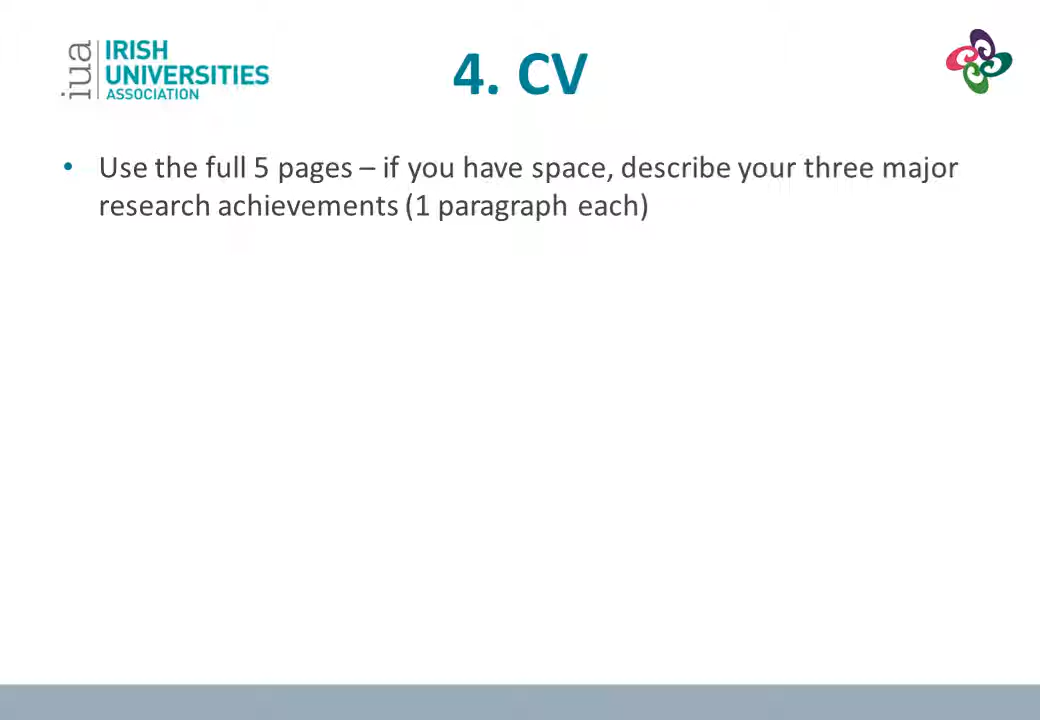 iua
IRISH
UNIVERSITIES
ASSOCIATION
4. CV
• Use the full 5 pages – if you have space, describe your three major
research achievements (1 paragraph each)